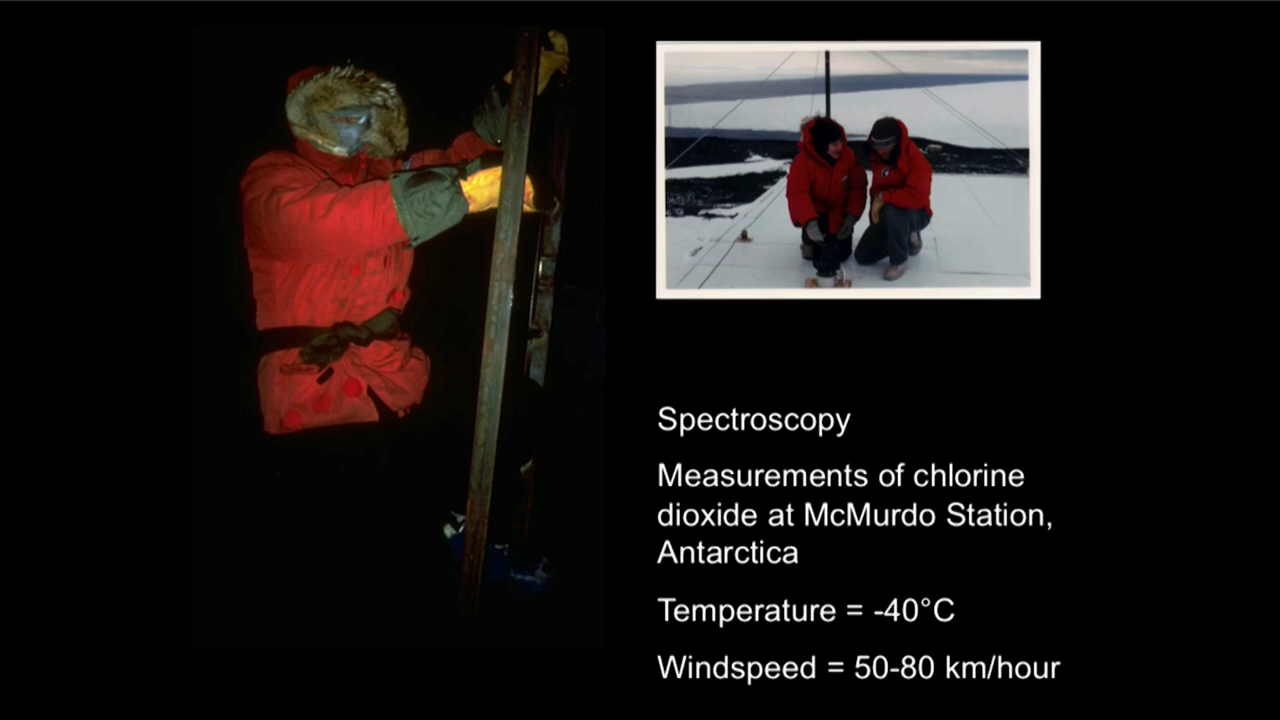 Spectroscopy
Measurements of chlorine
dioxide at McMurdo Station,
Antarctica
Temperature = -40°C
Windspeed = 50-80 km/hour